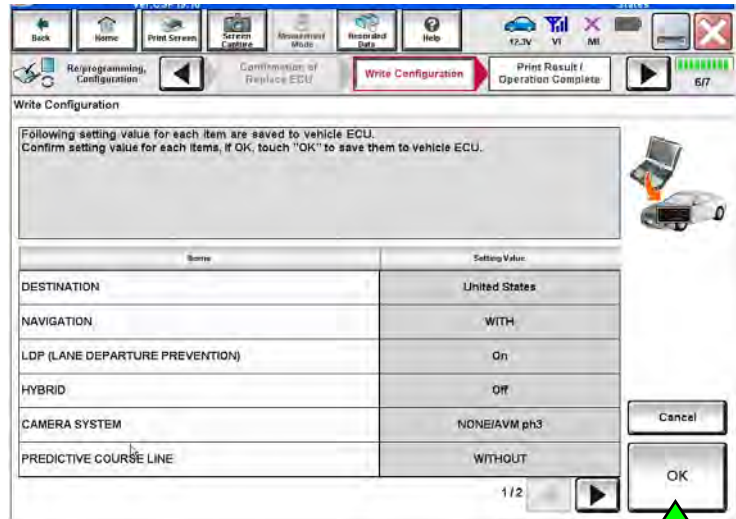 Back
Home
Print Screen
Screen
Capture
Measurement
Mode
Recorded
Data
Help
12.3V
VI
MI
Re/programming,
Configuration
Confirmation of
Replace ECU
Write Configuration
Print Result /
Operation Complete
6/7
Write Configuration
Following setting value for each item are saved to vehicle ECU.
Confirm setting value for each items, if OK, touch "OK" to save them to vehicle ECU.
Items
Setting Value
DESTINATION
United States
NAVIGATION
WITH
LDP (LANE DEPARTURE PREVENTION)
On
HYBRID
Off
CAMERA SYSTEM
NONE/AVM ph3
PREDICTIVE COURSE LINE
WITHOUT
Cancel
1/2
OK